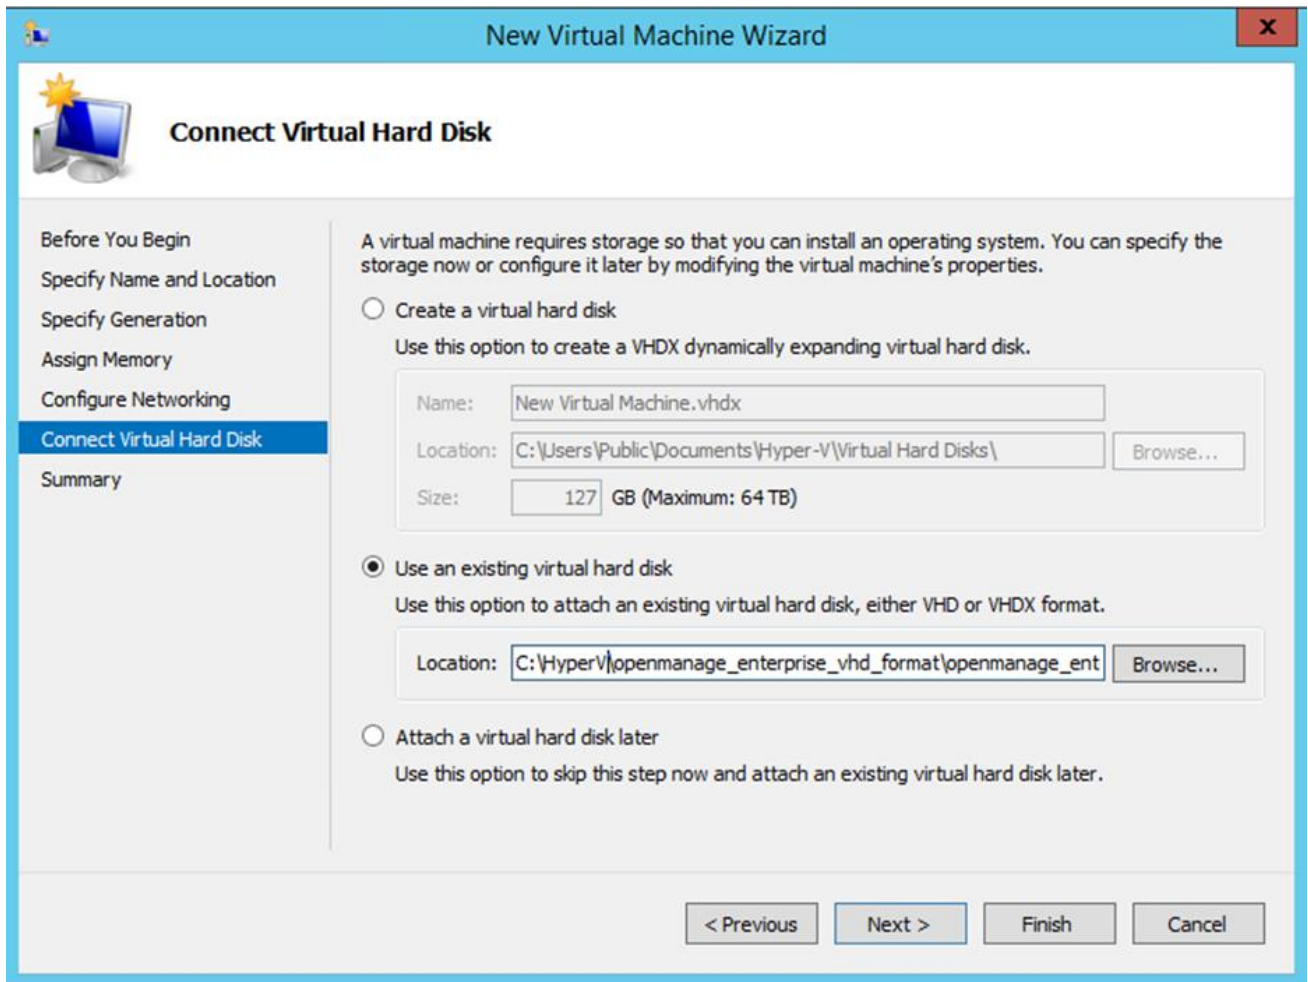 New Virtual Machine Wizard
x
Connect Virtual Hard Disk
Before You Begin
Specify Name and Location
Specify Generation
Assign Memory
Configure Networking
Connect Virtual Hard Disk
Summary
A virtual machine requires storage so that you can install an operating system. You can specify the
storage now or configure it later by modifying the virtual machine's properties.
Create a virtual hard disk
Use this option to create a VHDX dynamically expanding virtual hard disk.
Name: New Virtual Machine.vhdx
Location: C:\Users\Public\Documents\Hyper-V\Virtual Hard Disks\ Browse...
Size: 127 GB (Maximum: 64 TB)
Use an existing virtual hard disk
Use this option to attach an existing virtual hard disk, either VHD or VHDX format.
Location: C:\HyperV\openmanage_enterprise_vhd_format\openmanage_ent Browse...
Attach a virtual hard disk later
Use this option to skip this step now and attach an existing virtual hard disk later.
< Previous Next > Finish Cancel